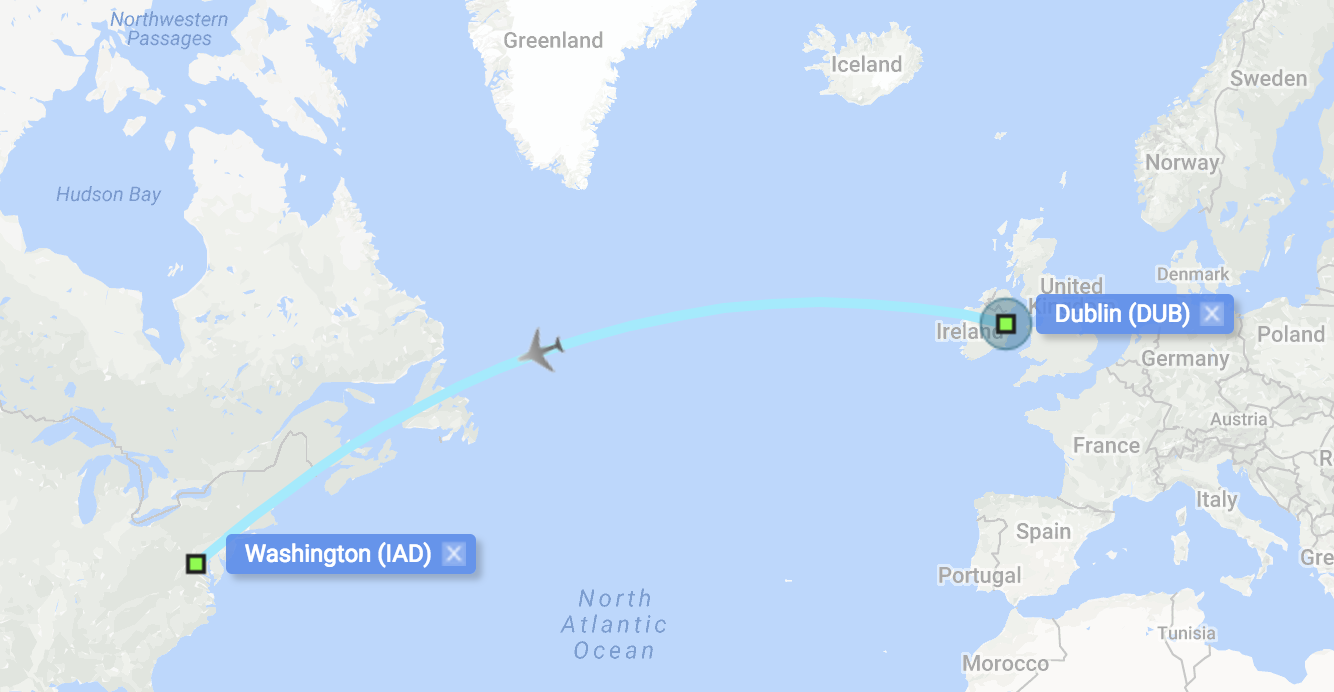 Northwestern
Passages
Greenland
Iceland
Sweden
Norway
Hudson Bay
Denmark
United
Kingdom
Dublin (DUB)
Ireland
Poland
Germany
Austria
France
Italy
Spain
Portugal
Gre
Washington (IAD)
North
Atlantic
Ocean
Tunisia
Morocco
R